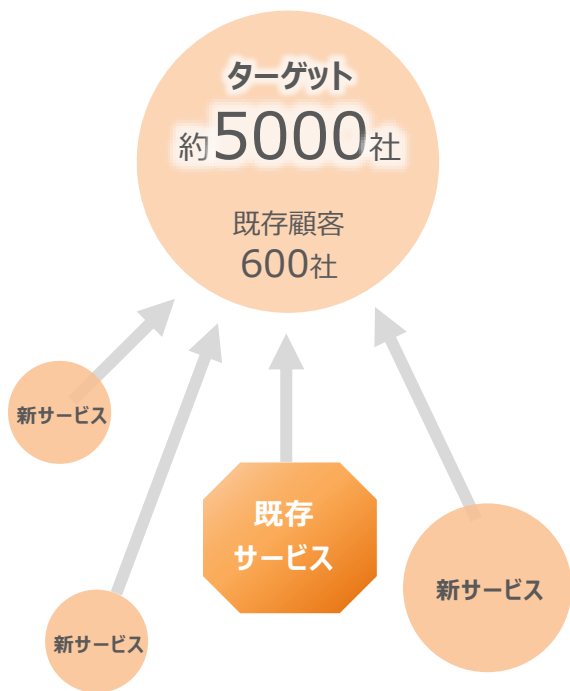 ターゲット
約5000社
既存顧客
600社
新サービス
既存
サービス
新サービス
新サービス